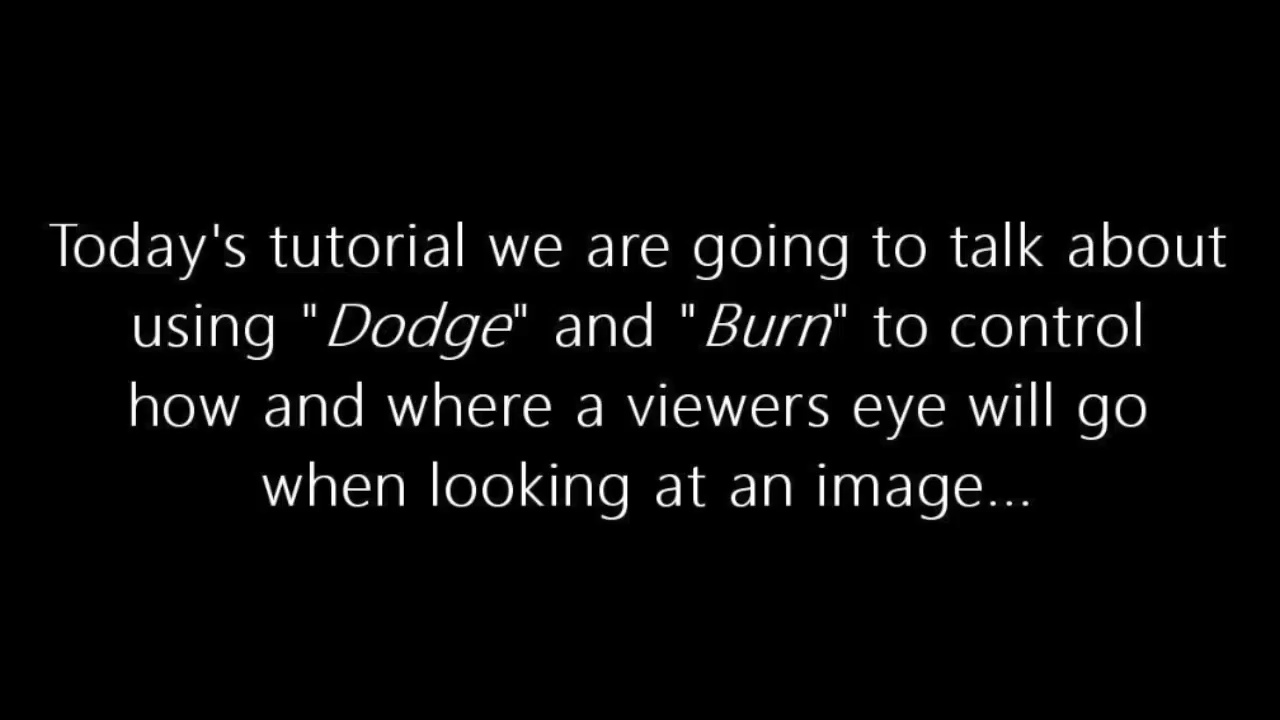 Today's tutorial we are going to talk about
using "Dodge" and "Burn" to control
how and where a viewers eye will go
when looking at an image...